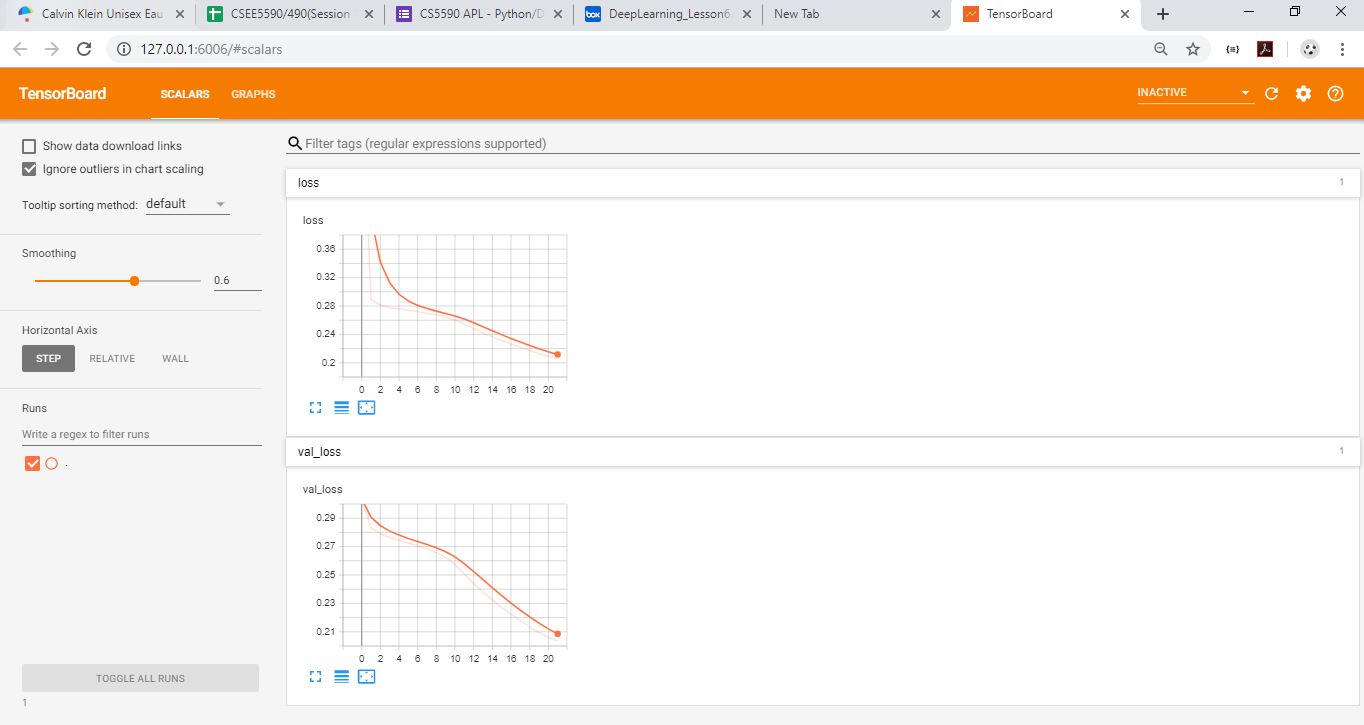 Calvin Klein Unisex Eau
CSEE5590/490(Session
CS5590 APL - Python/D
box DeepLearning_Lesson6
New Tab
TensorBoard
127.0.0.1:6006/#scalars
TensorBoard SCALARS GRAPHS INACTIVE
Show data download links
Ignore outliers in chart scaling
Tooltip sorting method: default
Smoothing
0.6
Horizontal Axis
STEP RELATIVE WALL
Runs
Write a regex to filter runs
.
TOGGLE ALL RUNS
1
Filter tags (regular expressions supported)
loss 1
loss
0.36
0.32
0.28
0.24
0.2
0 2 4 6 8 10 12 14 16 18 20
val_loss 1
val_loss
0.29
0.27
0.25
0.23
0.21
0 2 4 6 8 10 12 14 16 18 20